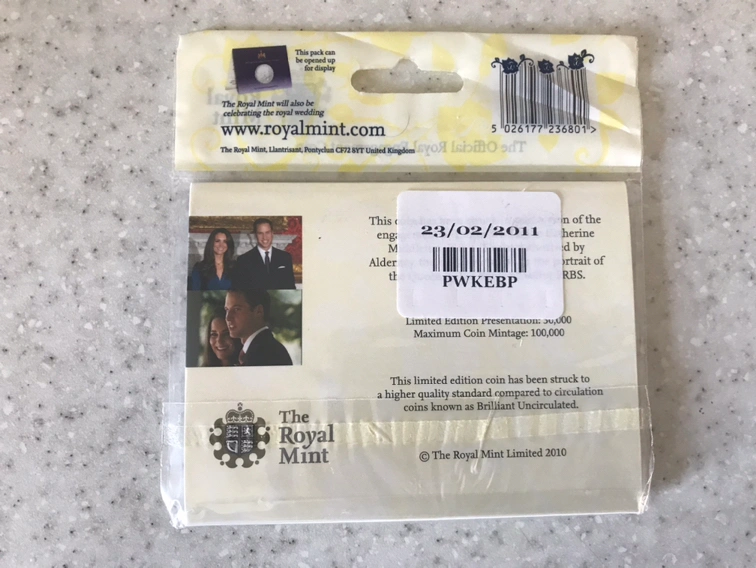 This pack can
be opened up
for display
The Royal Mint will also be
celebrating the royal wedding
www.royalmint.com
The Royal Mint, Llantrisant, Pontyclun CF72 8YT United Kingdom
5 026177 236801 >
The Official Royal
This
of the
enga
therine
M
ed by
Alder
ortrait of
th
RBS.
23/02/2011
PWKEBP
Limited Edition Presentation: 50,000
Maximum Coin Mintage: 100,000
This limited edition coin has been struck to
a higher quality standard compared to circulation
coins known as Brilliant Uncirculated.
The
Royal
Mint
© The Royal Mint Limited 2010